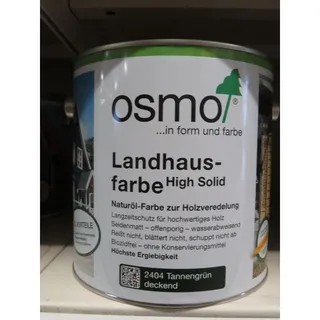 osmo®
...in form und farbe
Landhaus-
farbe High Solid
Naturöl-Farbe zur Holzveredelung
Langzeitschutz für hochwertiges Holz
Seidenmatt – offenporig – wasserabweisend
Reißt nicht, blättert nicht, schuppt nicht ab
Biozidfrei – ohne Konservierungsmittel
Höchste Ergiebigkeit
2404 Tannengrün
deckend